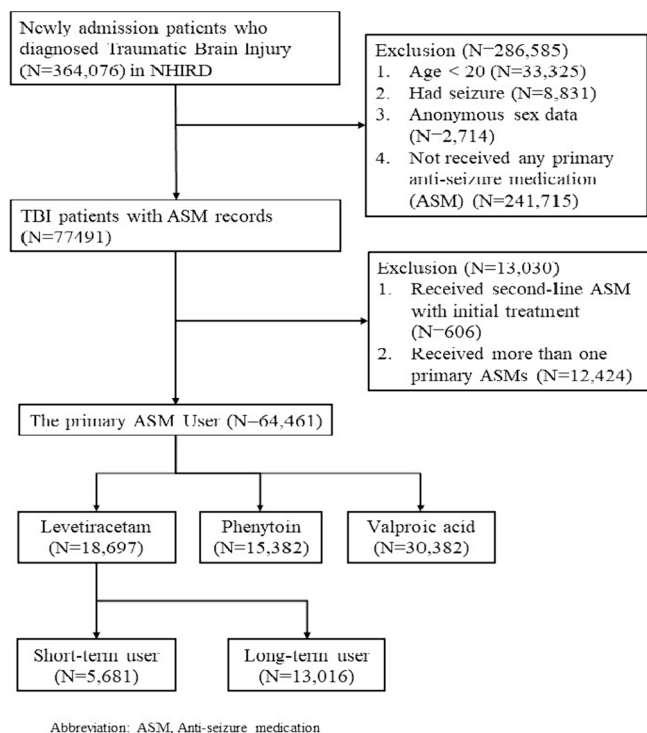 Newly admission patients who
diagnosed Traumatic Brain Injury
(N=364,076) in NHIRD
Exclusion (N=286,585)
1. Age < 20 (N=33,325)
2. Had seizure (N=8,831)
3. Anonymous sex data
(N=2,714)
4. Not received any primary
anti-seizure medication
(ASM) (N=241,715)
TBI patients with ASM records
(N=77491)
Exclusion (N=13,030)
1. Received second-line ASM
with initial treatment
(N=606)
2. Received more than one
primary ASMs (N=12,424)
The primary ASM User (N=64,461)
Levetiracetam
(N=18,697)
Phenytoin
(N=15,382)
Valproic acid
(N=30,382)
Short-term user
(N=5,681)
Long-term user
(N=13,016)
Abbreviation: ASM, Anti-seizure medication